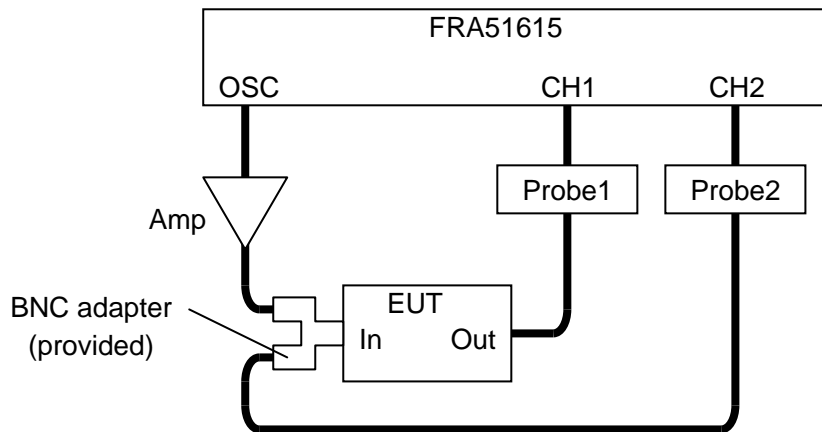 FRA51615
OSC
CH1
CH2
Probe1
Probe2
Amp
BNC adapter
(provided)
EUT
In
Out